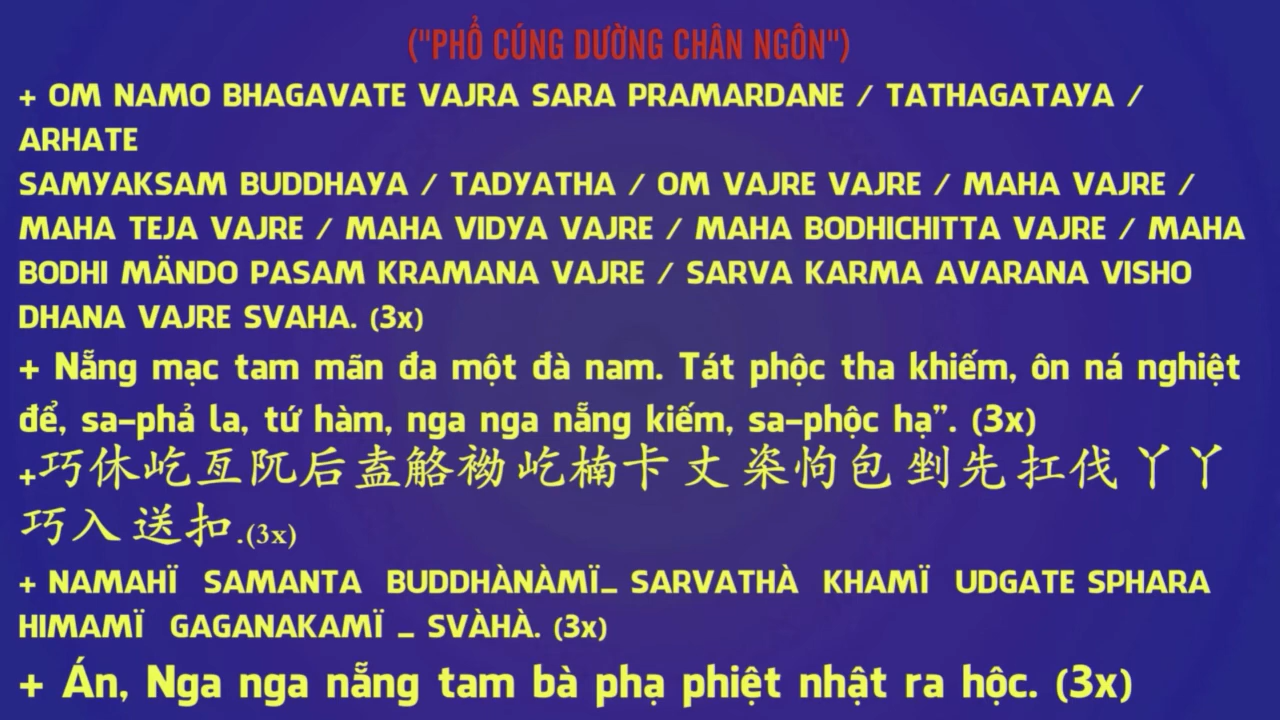 ("PHỔ CÚNG DƯỜNG CHÂN NGÔN")
+ OM NAMO BHAGAVATE VAJRA SARA PRAMARDANE / TATHAGATAYA /
ARHATE
SAMYAKSAM BUDDHAYA / TADYATHA / OM VAJRE VAJRE / MAHA VAJRE /
MAHA TEJA VAJRE / MAHA VIDYA VAJRE / MAHA BODHICHITTA VAJRE / MAHA
BODHI MÄNDO PASAM KRAMANA VAJRE / SARVA KARMA AVARANA VISHO
DHANA VAJRE SVAHA. (3x)
+ Nẵng mạc tam mãn đa một đà nam. Tát phộc tha khiếm, ôn ná nghiệt
để, sa-phả la, tứ hàm, nga nga nẵng kiếm, sa-phộc hạ”. (3x)
+巧休屹亙阢后盍觡袎屹楠卡丈粢怐包剉先扛伐丫丫
巧入送扣.(3x)
+ NAMAHÏ SAMANTA BUDDHÀNÀMÏ_ SARVATHÀ KHAMÏ UDGATE SPHARA
HIMAMÏ GAGANAKAMÏ _ SVÀHÀ. (3x)
+ Án, Nga nga nẵng tam bà phạ phiệt nhật ra hộc. (3x)